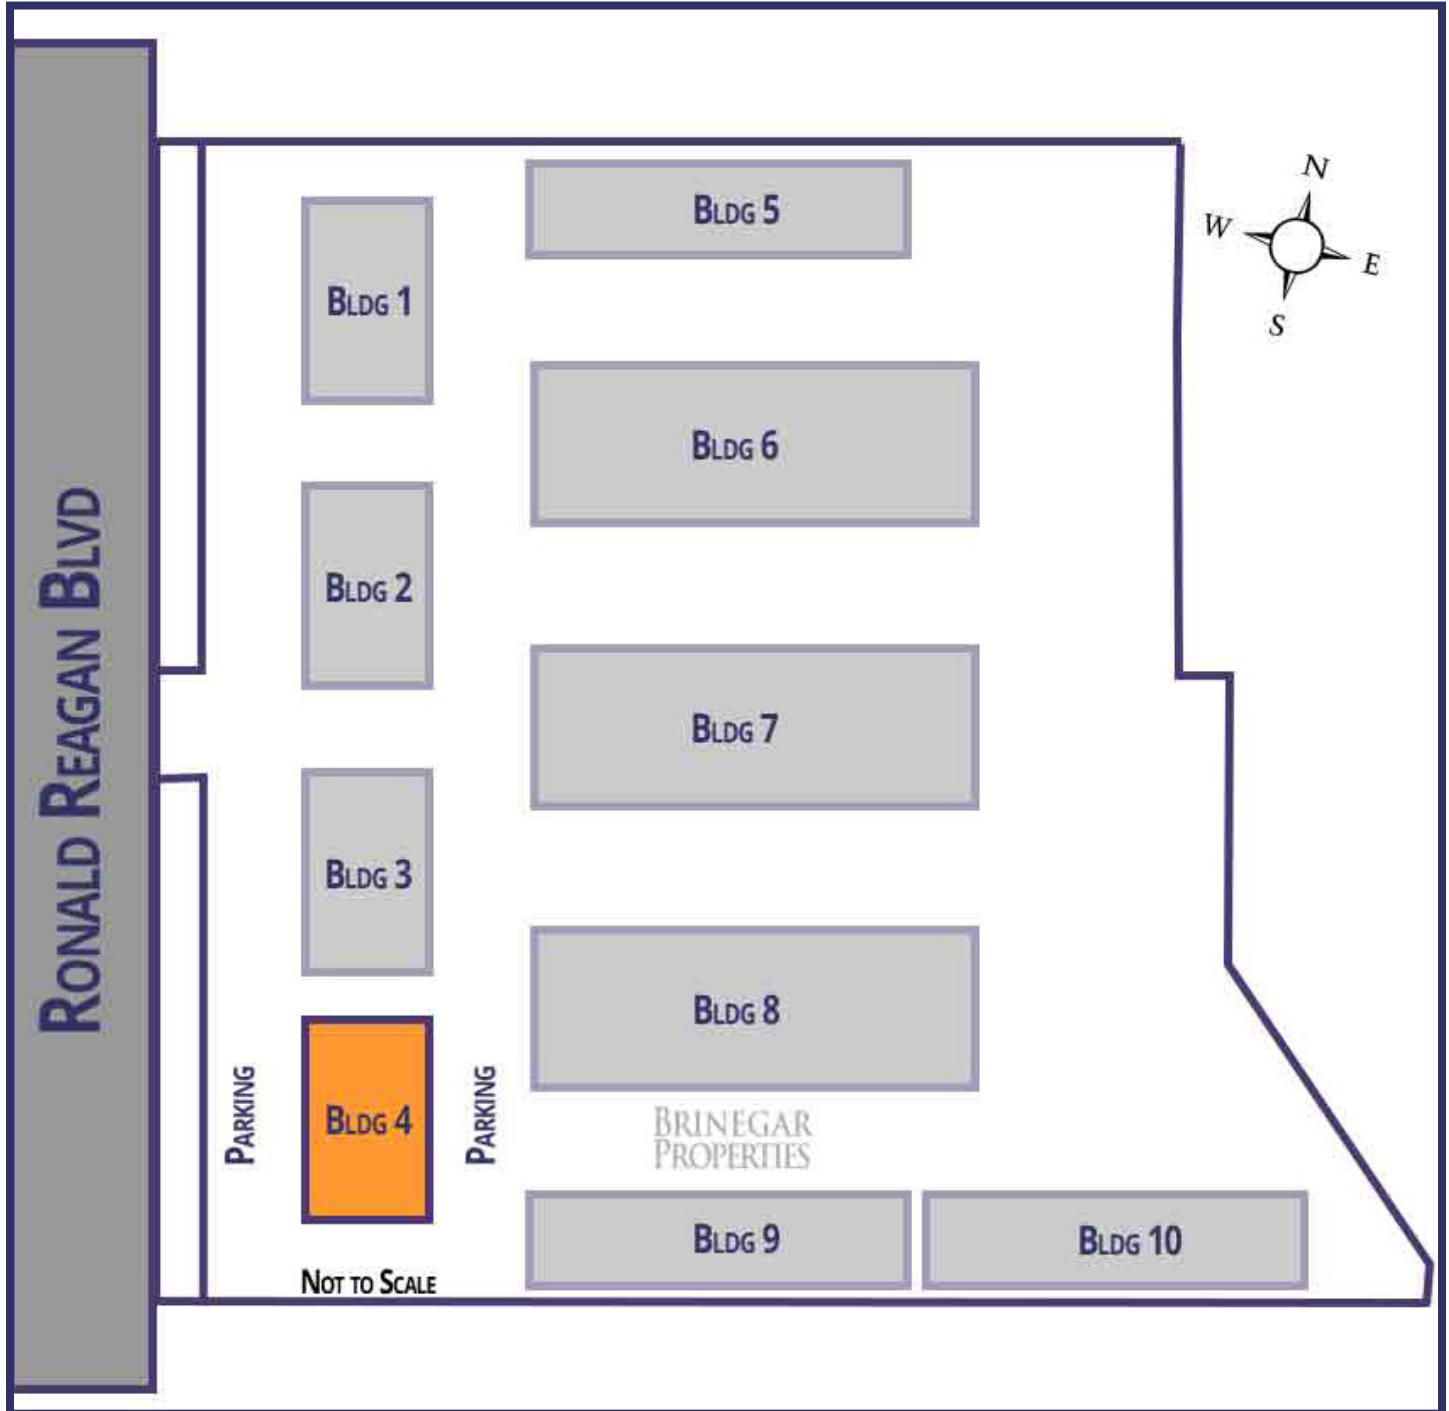 RONALD REAGAN BLVD
BLDG 5
N
W
E
S
BLDG 1
BLDG 6
BLDG 2
BLDG 7
BLDG 3
BLDG 8
PARKING
BLDG 4
PARKING
BRINEGAR
PROPERTIES
BLDG 9
BLDG 10
NOT TO SCALE